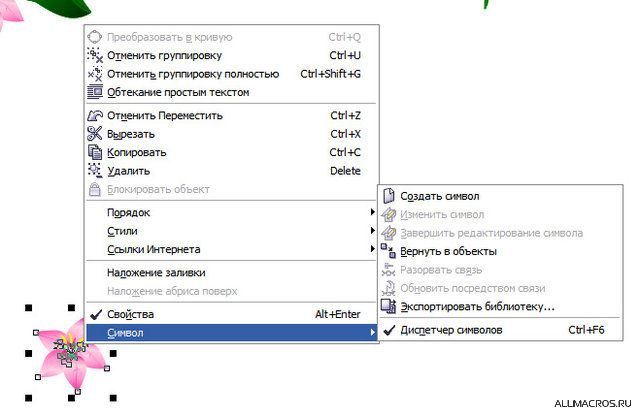 Преобразовать в кривую Ctrl+Q
Отменить группировку Ctrl+U
Отменить группировку полностью Ctrl+Shift+G
Обтекание простым текстом
Отменить Переместить Ctrl+Z
Вырезать Ctrl+X
Копировать Ctrl+C
Удалить Delete
Блокировать объект
Порядок
Стили
Ссылки Интернета
Наложение заливки
Наложение абриса поверх
Свойства Alt+Enter
Символ
Создать символ
Изменить символ
Завершить редактирование символа
Вернуть в объекты
Разорвать связь
Обновить посредством связи
Экспортировать библиотеку...
Диспетчер символов Ctrl+F6
ALLMACROS.RU